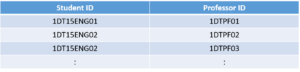 Student ID Professor ID
1DT15ENG01 1DTPF01
1DT15ENG02 1DTPF02
1DT15ENG02 1DTPF03
: :